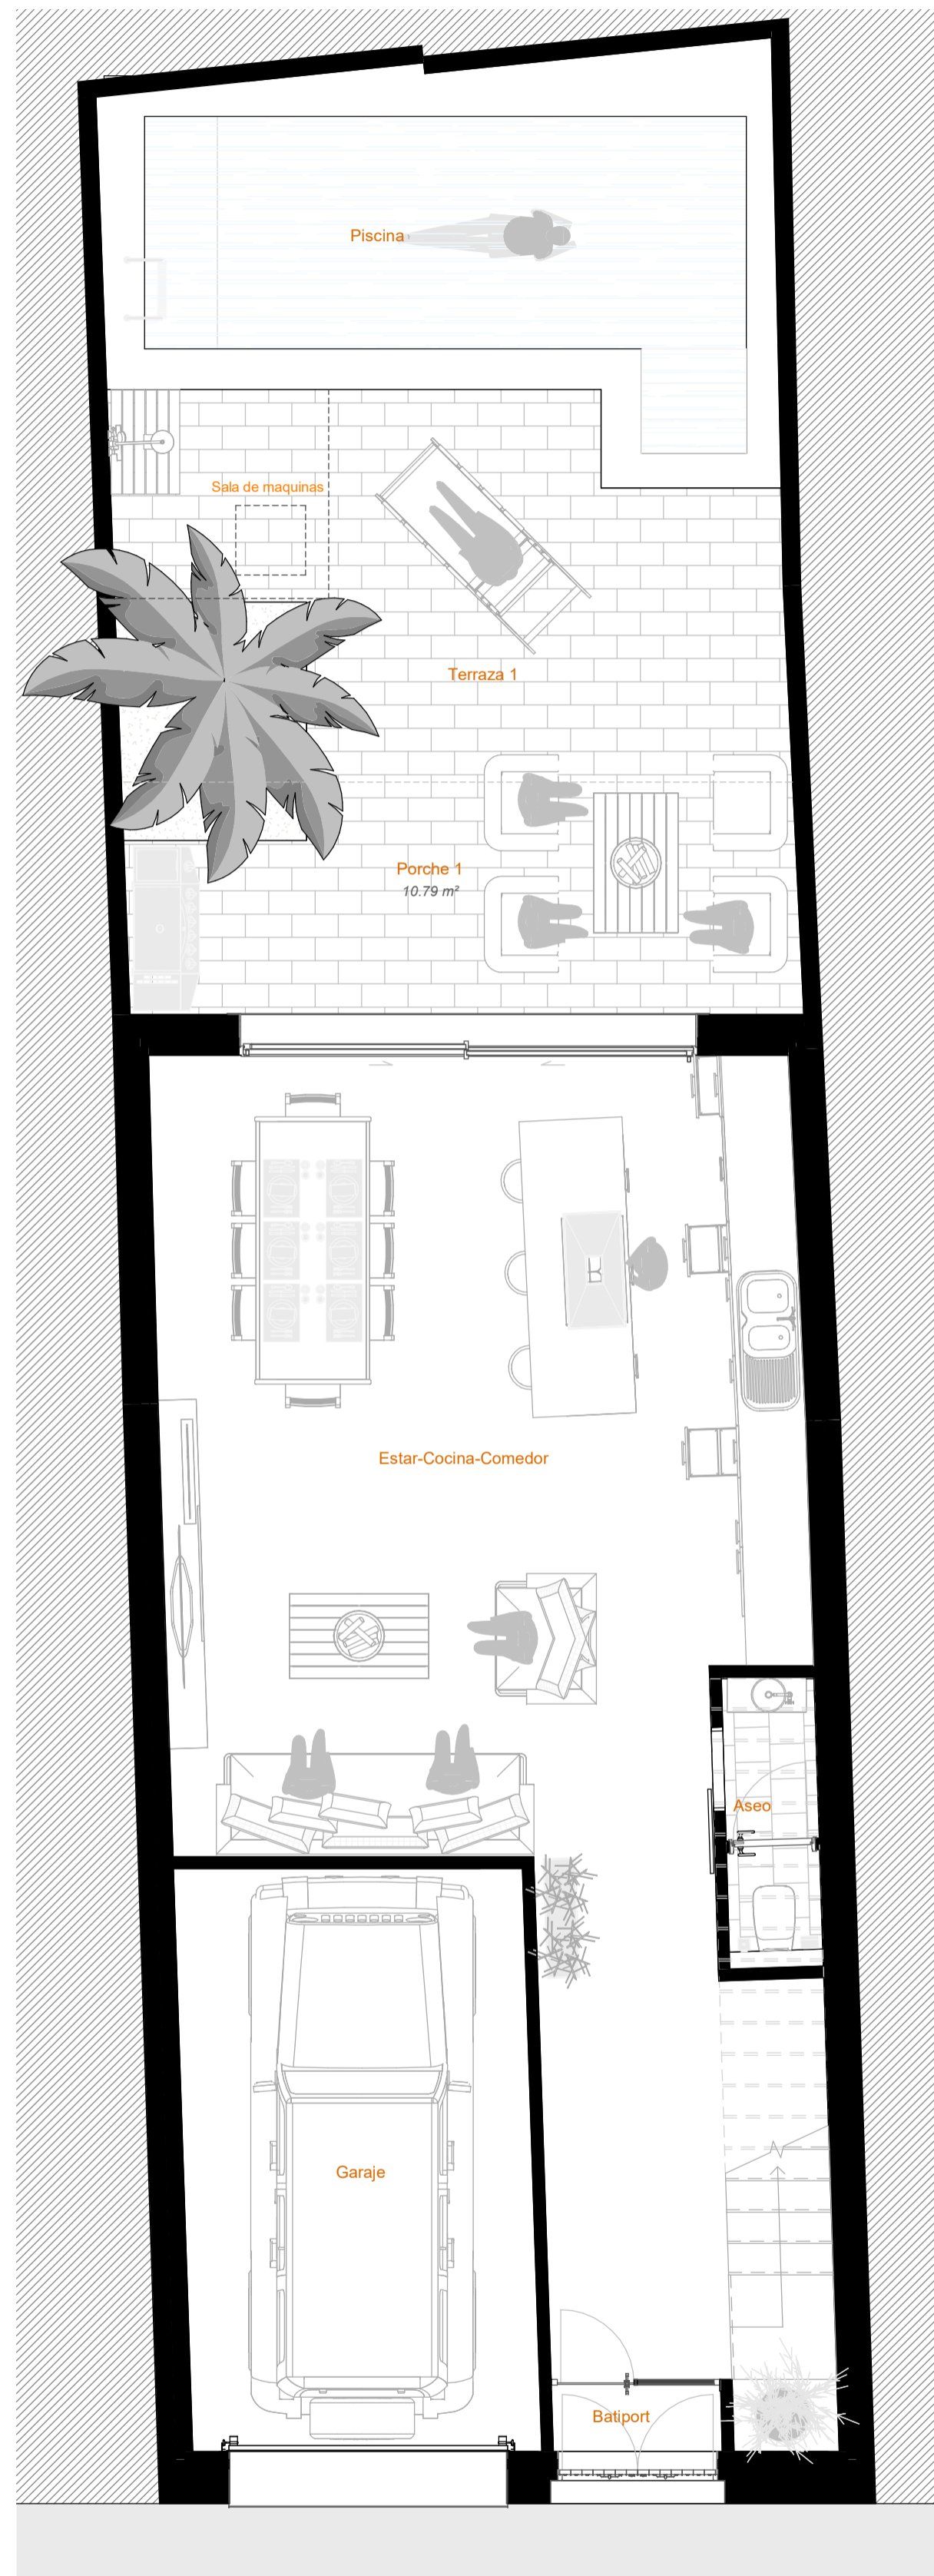 Piscina
Sala de maquinas
Terraza 1
Porche 1
10.79 m²
Estar-Cocina-Comedor
Aseo
Garaje
Batiport